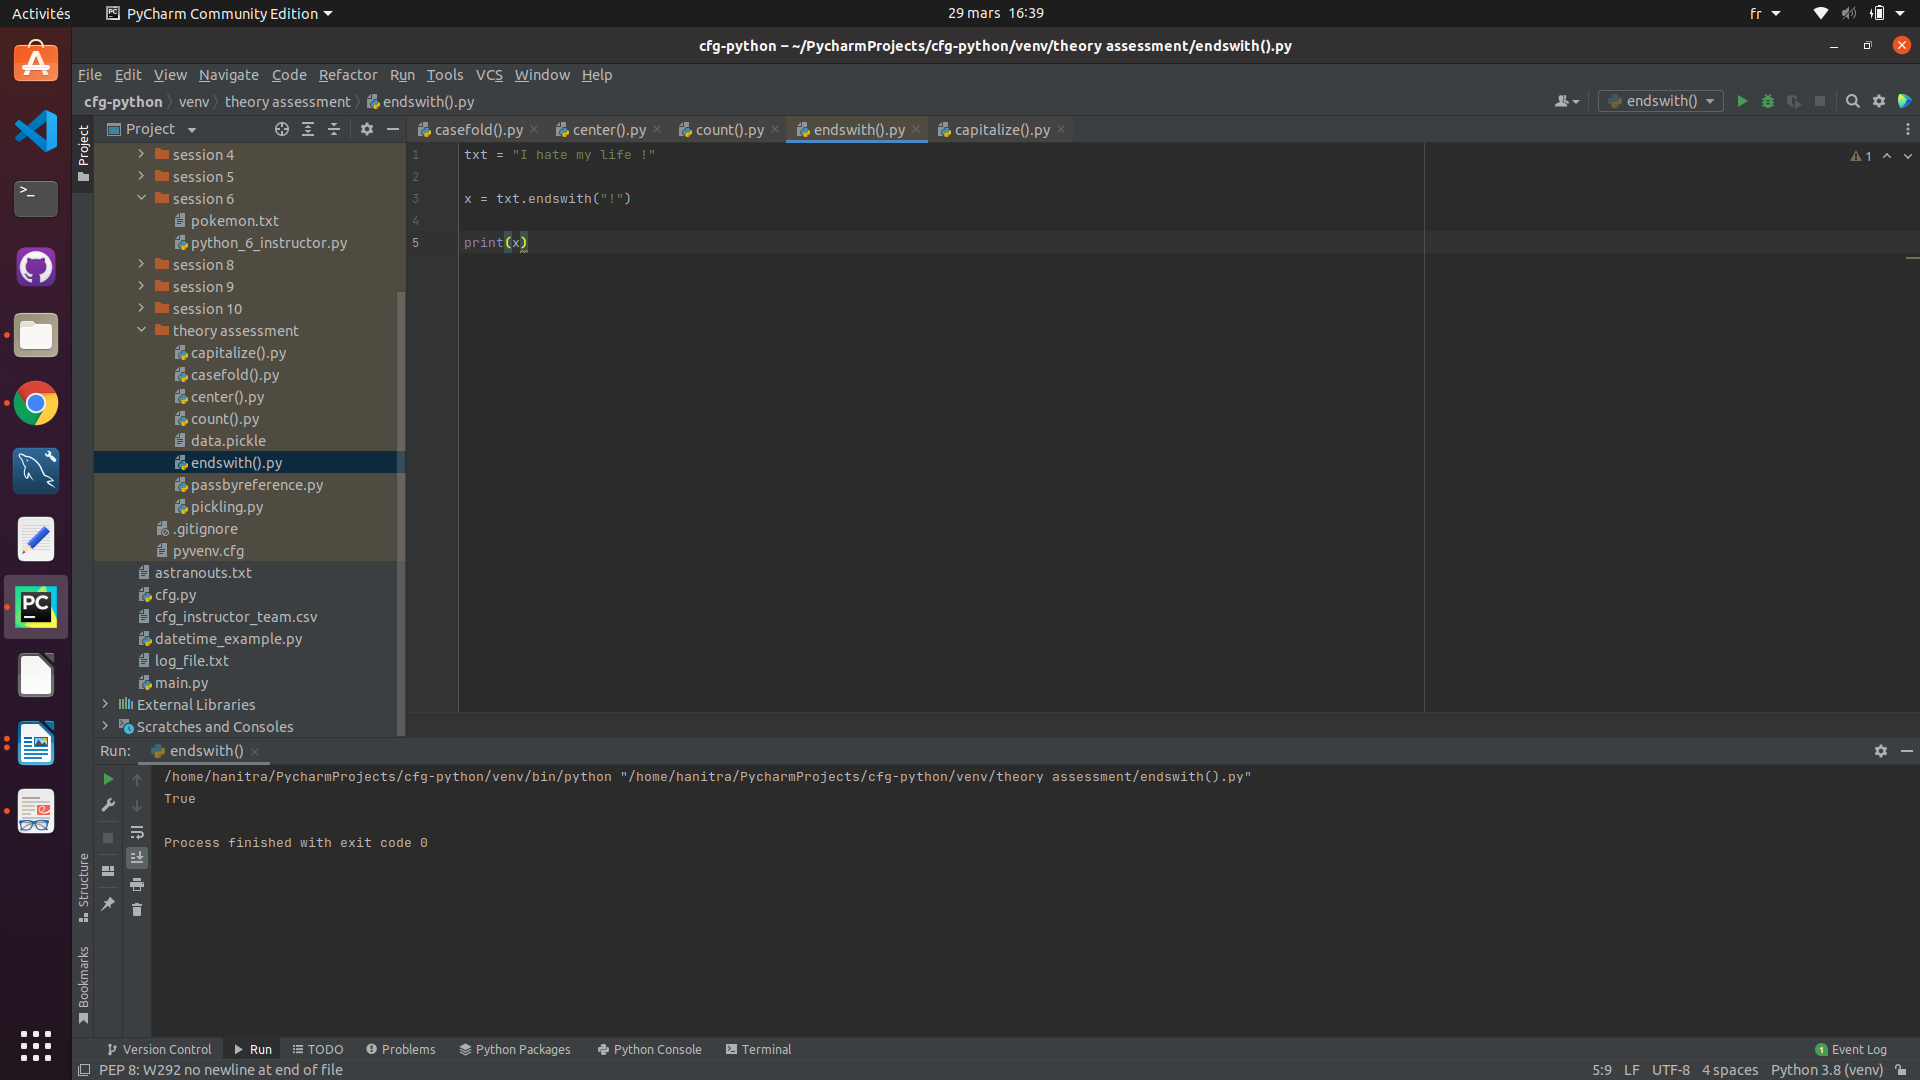 Activités
PyCharm Community Edition
29 mars 16:39
fr
cfg-python – ~/PycharmProjects/cfg-python/venv/theory assessment/endswith().py
File Edit View Navigate Code Refactor Run Tools VCS Window Help
cfg-python venv theory assessment endswith().py
endswith()
Project
Project
casefold().py center().py count().py endswith().py capitalize().py
session 4
session 5
session 6
pokemon.txt
python_6_instructor.py
session 8
session 9
session 10
theory assessment
capitalize().py
casefold().py
center().py
count().py
data.pickle
endswith().py
passbyreference.py
pickling.py
.gitignore
pyvenv.cfg
astranouts.txt
cfg.py
cfg_instructor_team.csv
datetime_example.py
log_file.txt
main.py
External Libraries
Scratches and Consoles
1 txt = "I hate my life !"
2
3 x = txt.endswith("!")
4
5 print(x)
1
Run: endswith()
/home/hanitra/PycharmProjects/cfg-python/venv/bin/python "/home/hanitra/PycharmProjects/cfg-python/venv/theory assessment/endswith().py"
True
Process finished with exit code 0
Structure
Bookmarks
Version Control Run TODO Problems Python Packages Python Console Terminal
1 Event Log
PEP 8: W292 no newline at end of file
5:9 LF UTF-8 4 spaces Python 3.8 (venv)